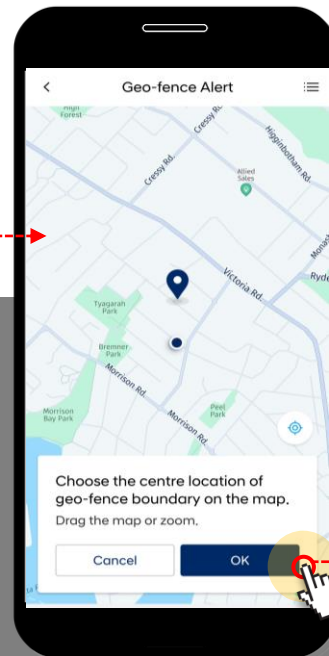 Geo-fence Alert
High
Forest
Cressy Rd.
Higginbotham Rd.
Cressy Rd.
Allied
Sales
Victoria Rd.
Ryde
Tyagarah
Park
Bremner
Park
Morrison Rd.
Morrison
Bay Park
Morrison Rd.
Peel
Park
Choose the centre location of
geo-fence boundary on the map.
Drag the map or zoom.
Cancel OK